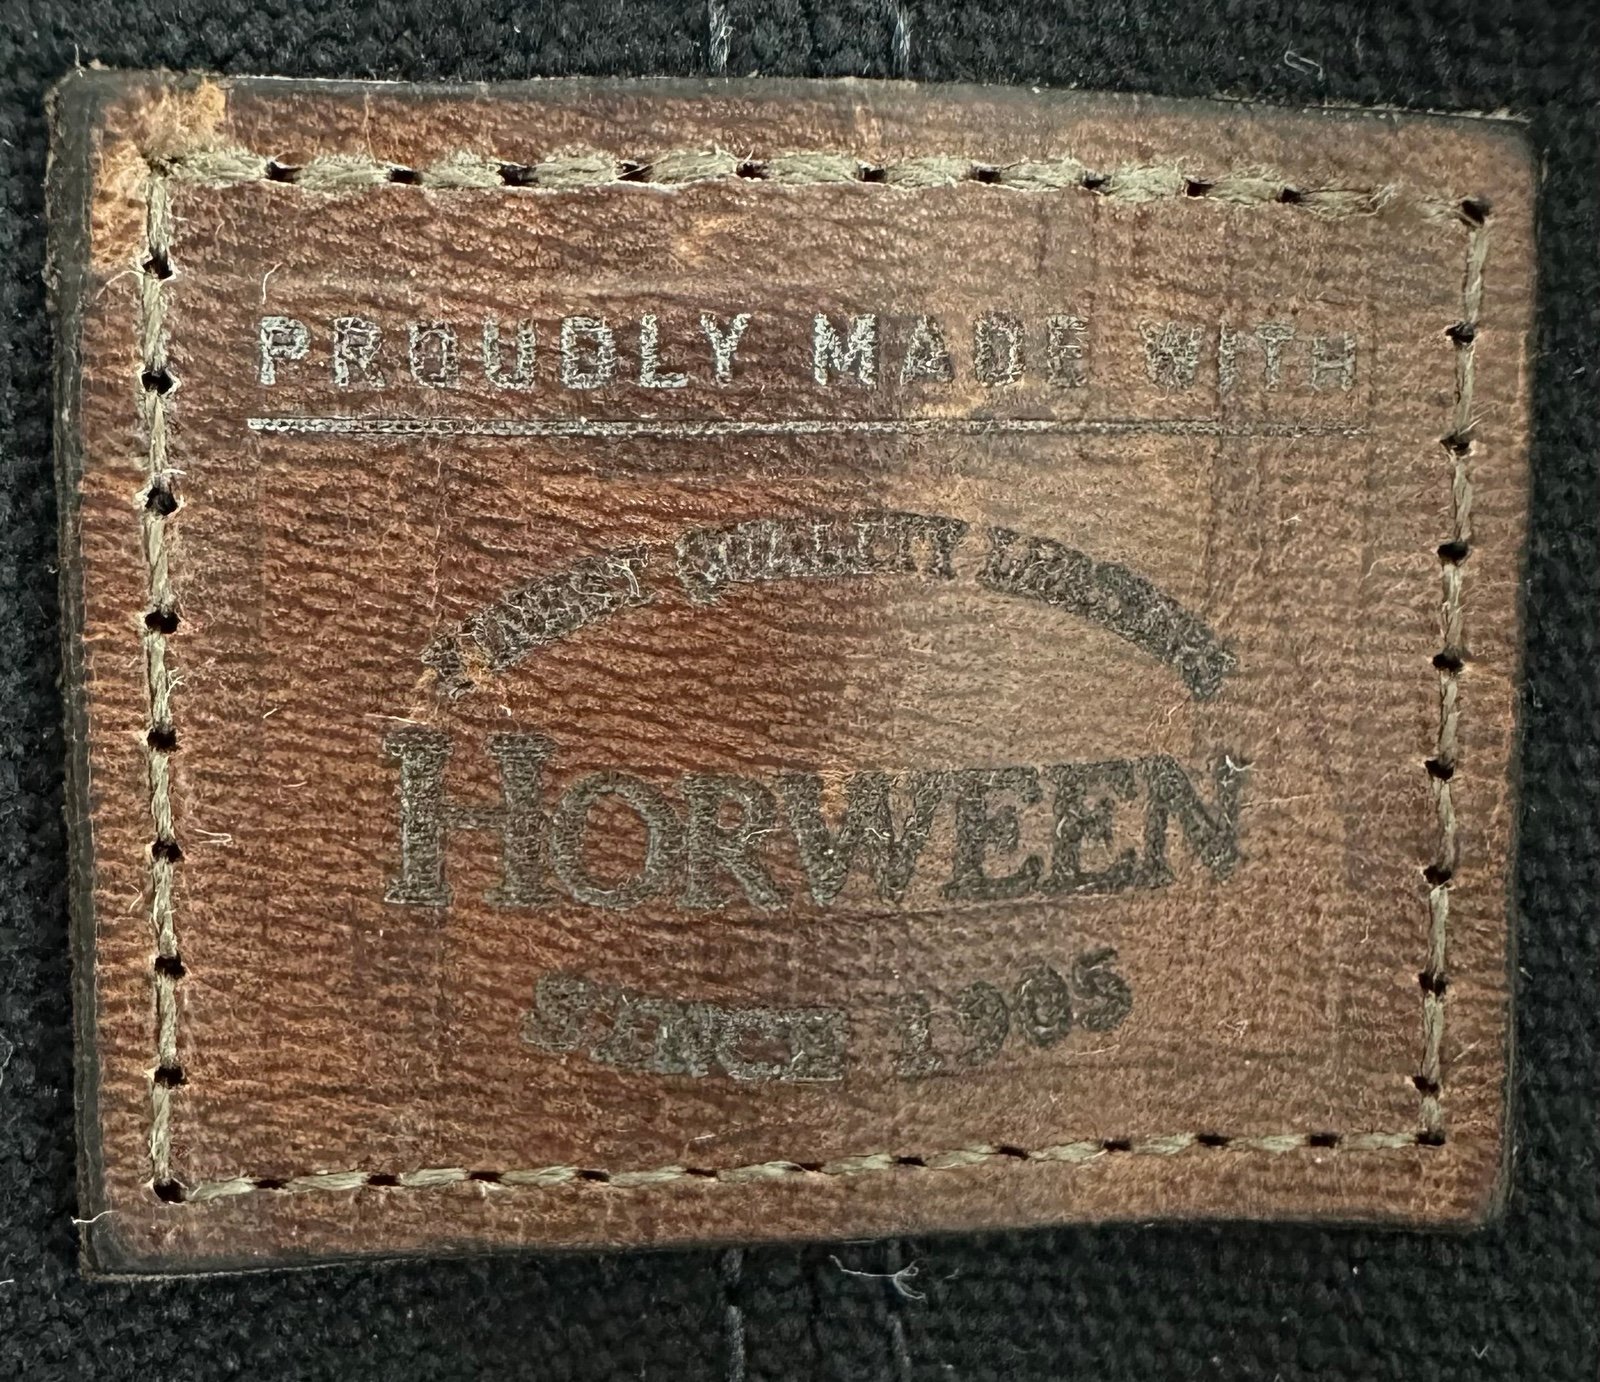 PROUDLY MADE WITH
HORWEEN
SINCE 1905